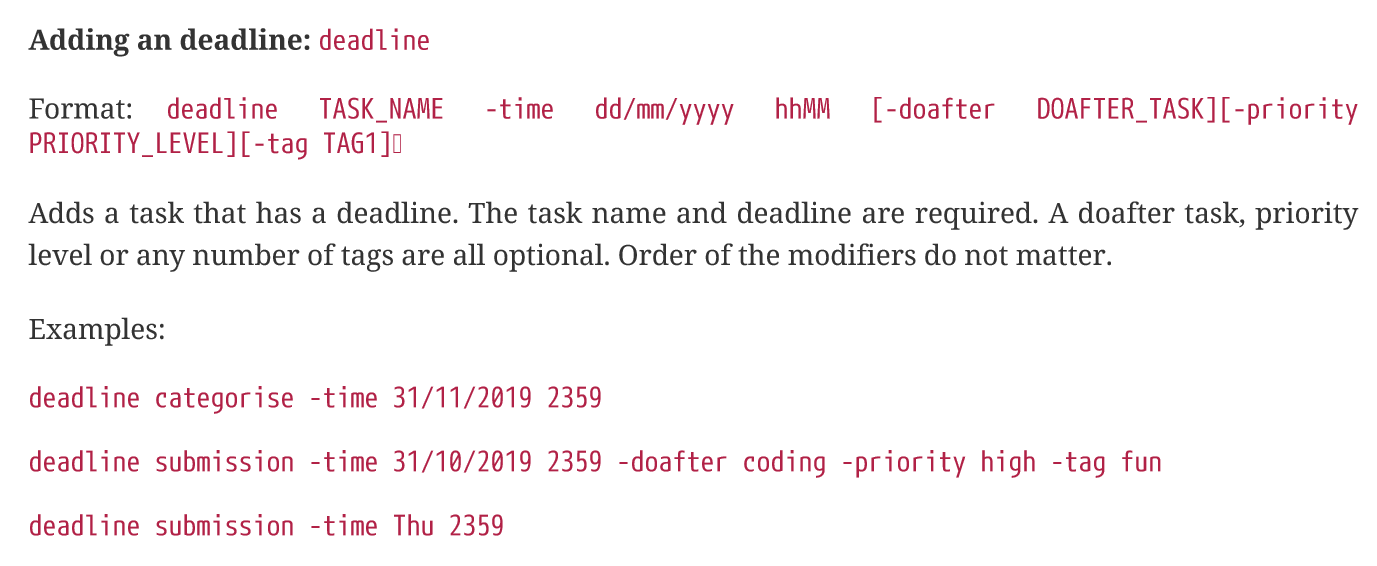 Adding an deadline: deadline
Format: deadline TASK_NAME -time dd/mm/yyyy hhMM [-doafter DOAFTER_TASK][-priority
PRIORITY_LEVEL][-tag TAG1]
Adds a task that has a deadline. The task name and deadline are required. A doafter task, priority
level or any number of tags are all optional. Order of the modifiers do not matter.
Examples:
deadline categorise -time 31/11/2019 2359
deadline submission -time 31/10/2019 2359 -doafter coding -priority high -tag fun
deadline submission -time Thu 2359